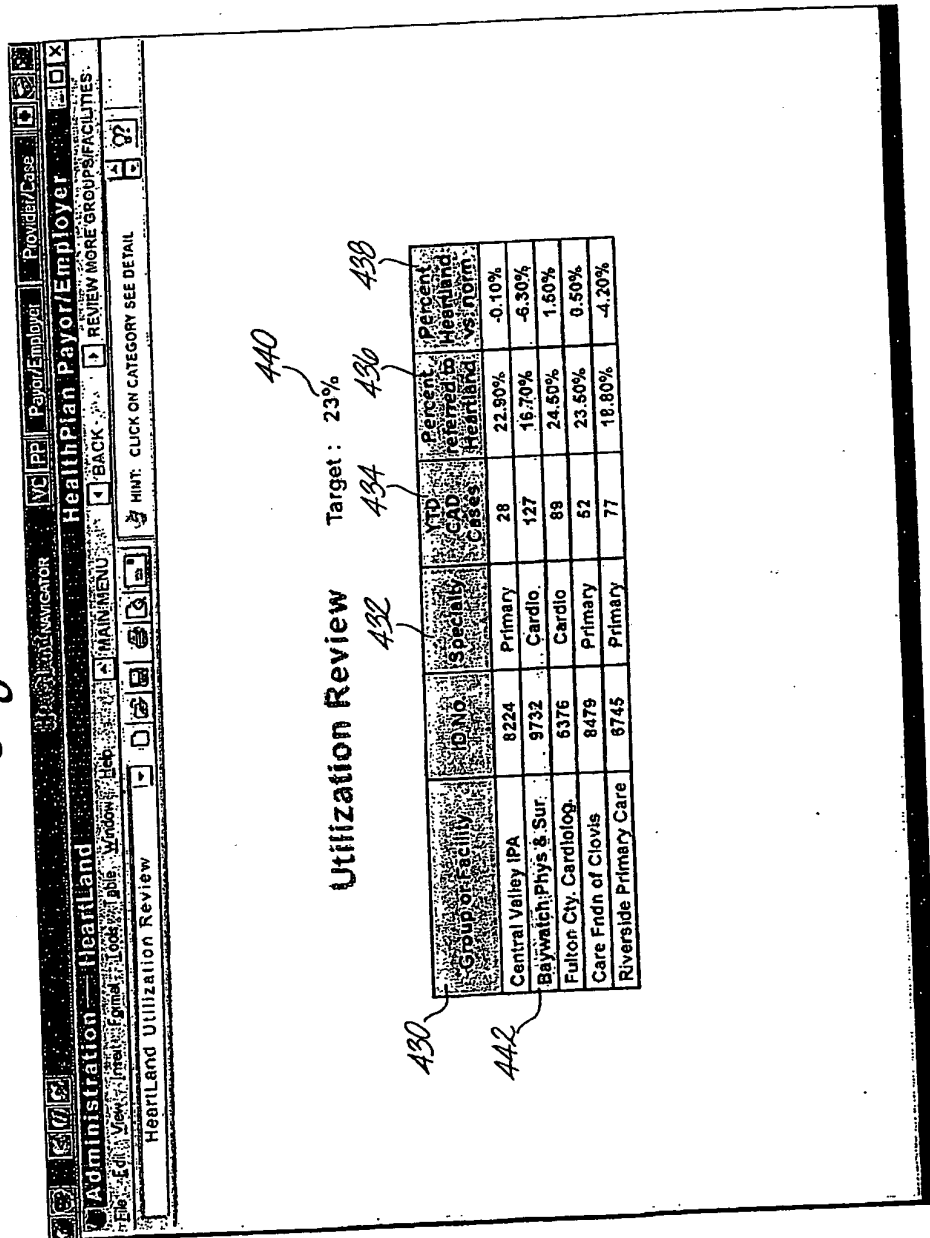 NAVIGATOR VC PP Payor/Employer Provider/Case
Administration HeartLand HealthPlan Payor/Employer
File Edit View Insert Format Tools Table Window Help MAIN MENU BACK REVIEW MORE GROUPS/FACILITIES
HeartLand Utilization Review HINT: CLICK ON CATEGORY SEE DETAIL
440
Utilization Review Target: 23%
430 432 434 436 438
Group or Facility ID No. Specialty YTD CAD Cases Percent referred to Heartland Percent Heartland vs norm
Central Valley IPA 8224 Primary 28 22.90% -0.10%
Baywatch Phys & Sur. 9732 Cardio. 127 16.70% -6.30%
Fulton Cty. Cardiolog. 5376 Cardio 89 24.50% 1.50%
Care Fndn of Clovis 8479 Primary 52 23.50% 0.50%
Riverside Primary Care 6745 Primary 77 18.80% -4.20%
442